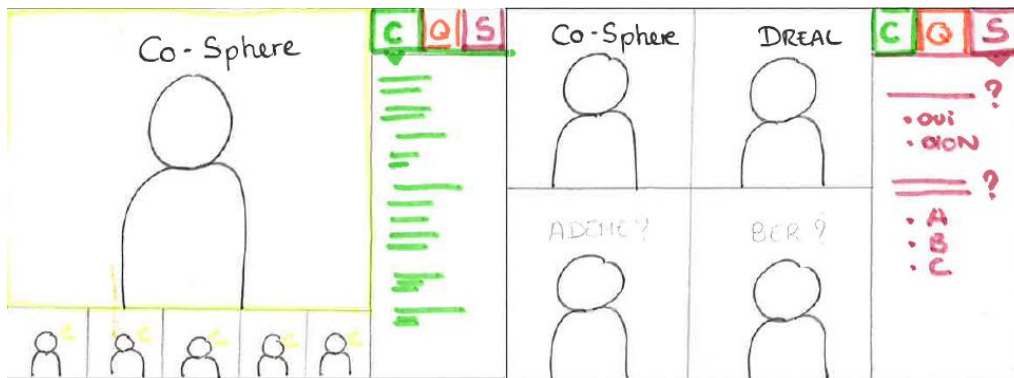 Co-Sphere
C Q S
C
C
C
C
C
Co-Sphere DREAL
ADEME? BER?
C Q S
?
• OUI
• NON
?
• A
• B
• C